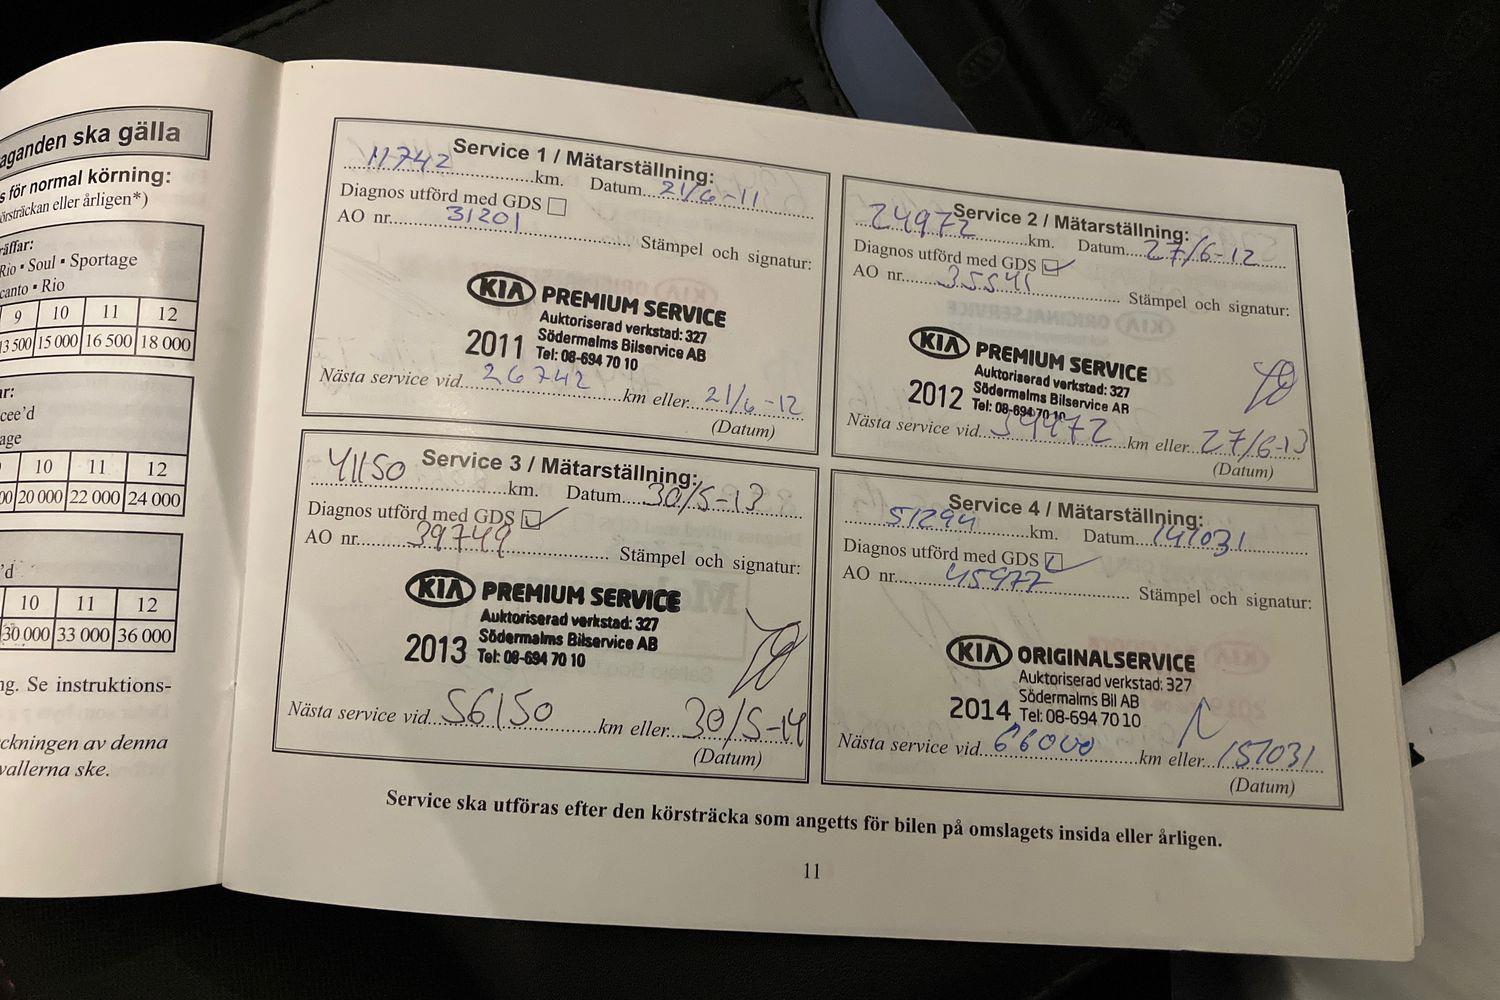 aganden ska gälla
s för normal körning:
örsträckan eller årligen*)
räffar:
Rio • Soul • Sportage
canto • Rio
9 10 11 12
13 500 15 000 16 500 18 000
ar:
cee'd
age
10 11 12
00 20 000 22 000 24 000
'd
10 11 12
30 000 33 000 36 000
ng. Se instruktions-
ckningen av denna
vallerna ske.
Service 1 / Mätarställning:
11742 km. Datum 21/6-11
Diagnos utförd med GDS
AO nr. 31201
Stämpel och signatur:
KIA PREMIUM SERVICE
Auktoriserad verkstad: 327
Södermalms Bilservice AB
2011 Tel: 08-694 70 10
Nästa service vid 26742 km eller 21/6-12
(Datum)
Service 2 / Mätarställning:
24972 km. Datum 27/6-12
Diagnos utförd med GDS
AO nr. 35541
Stämpel och signatur:
KIA PREMIUM SERVICE
Auktoriserad verkstad: 327
Södermalms Bilservice AB
2012 Tel: 08-694 70 10
Nästa service vid 39972 km eller 27/6-13
(Datum)
Service 3 / Mätarställning:
41150 km. Datum 30/5-13
Diagnos utförd med GDS
AO nr. 39749
Stämpel och signatur:
KIA PREMIUM SERVICE
Auktoriserad verkstad: 327
Södermalms Bilservice AB
2013 Tel: 08-694 70 10
Nästa service vid 56150 km eller 30/5-14
(Datum)
Service 4 / Mätarställning:
51294 km. Datum 141031
Diagnos utförd med GDS
AO nr. 45977
Stämpel och signatur:
KIA ORIGINALSERVICE
Auktoriserad verkstad: 327
Södermalms Bil AB
2014 Tel: 08-694 70 10
Nästa service vid 66000 km eller 151031
(Datum)
Service ska utföras efter den körsträcka som angetts för bilen på omslagets insida eller årligen.
11
KIA